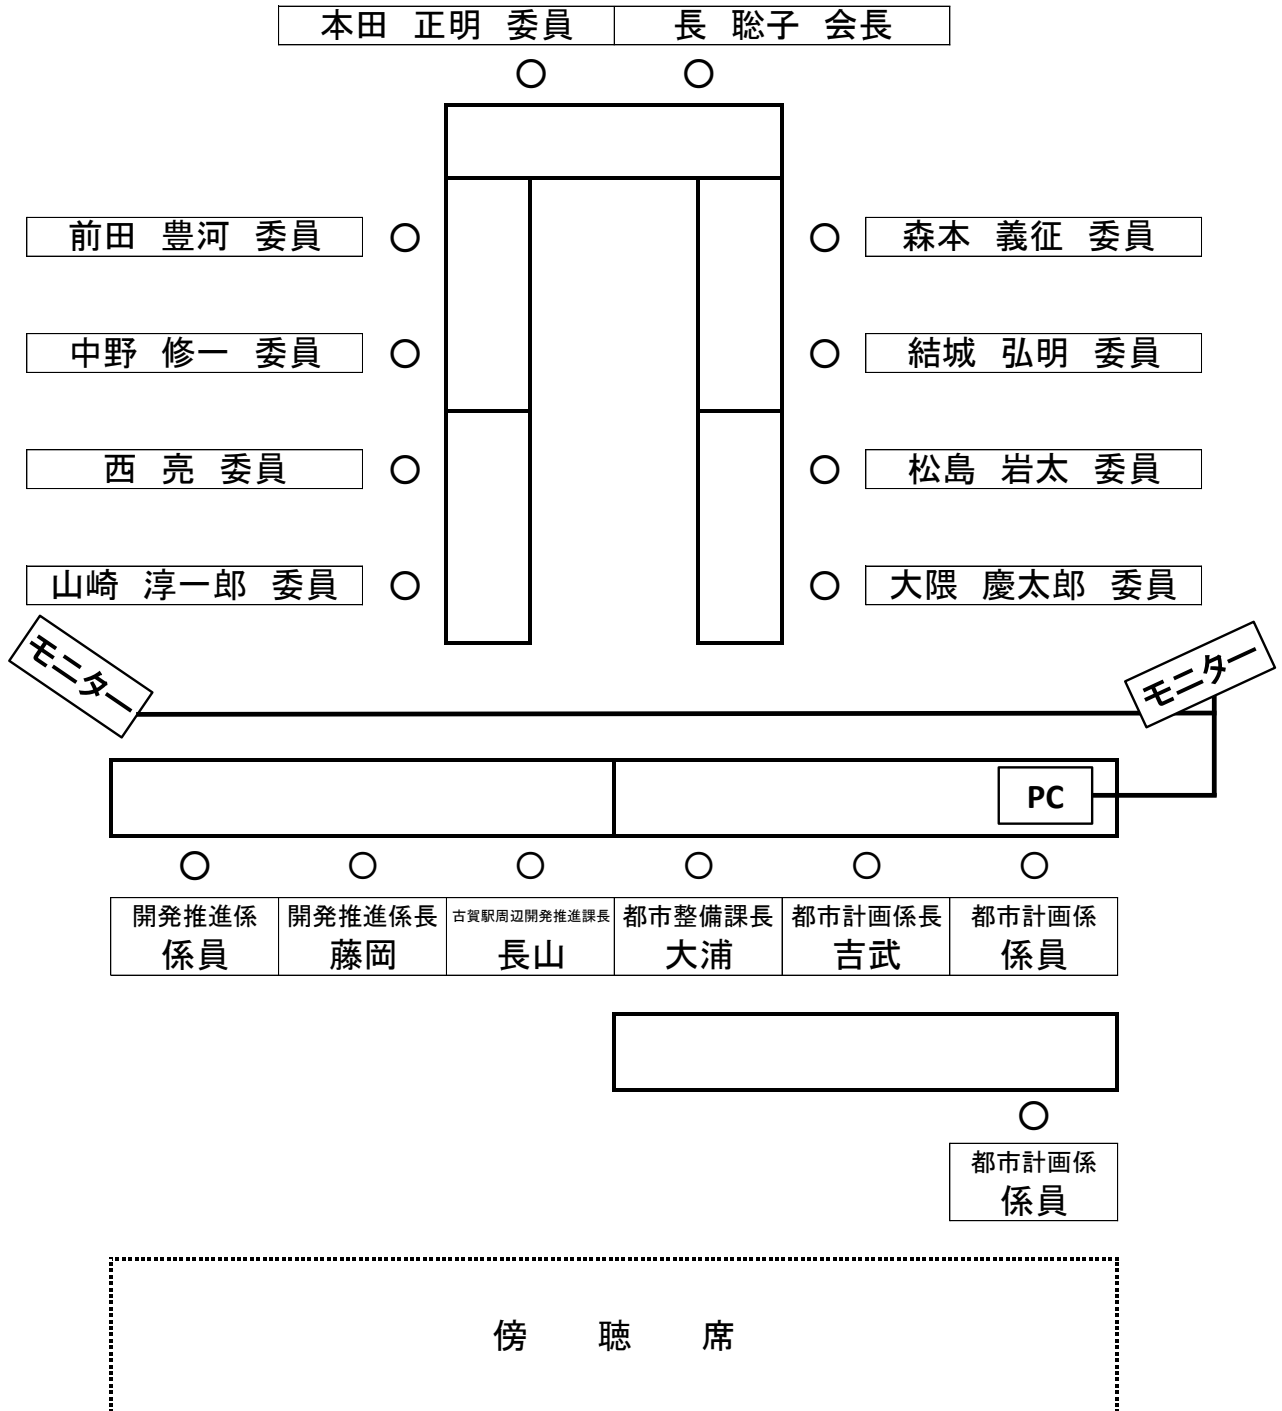 本田 正明 委員 長 聡子 会長
前田 豊河 委員 森本 義征 委員
中野 修一 委員 結城 弘明 委員
西 亮 委員 松島 岩太 委員
山崎 淳一郎 委員 大隈 慶太郎 委員
モニター モニター
PC
開発推進係 開発推進係長 古賀駅周辺開発推進課長 都市整備課長 都市計画係長 都市計画係
係員 藤岡 長山 大浦 吉武 係員
都市計画係
係員
傍 聴 席